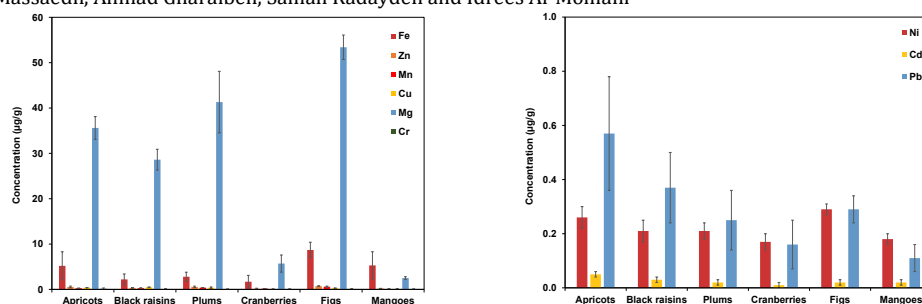 Massaedh, Ahmad Gharaibeh, Sahar Radaydeh and Idrees Al-Momani
60
50
40
30
20
10
0
Concentration (µg/g)
Fe
Zn
Mn
Cu
Mg
Cr
Apricots Black raisins Plums Cranberries Figs Mangoes
1.0
0.8
0.6
0.4
0.2
0.0
Concentration (µg/g)
Ni
Cd
Pb
Apricots Black raisins Plums Cranberries Figs Mangoes